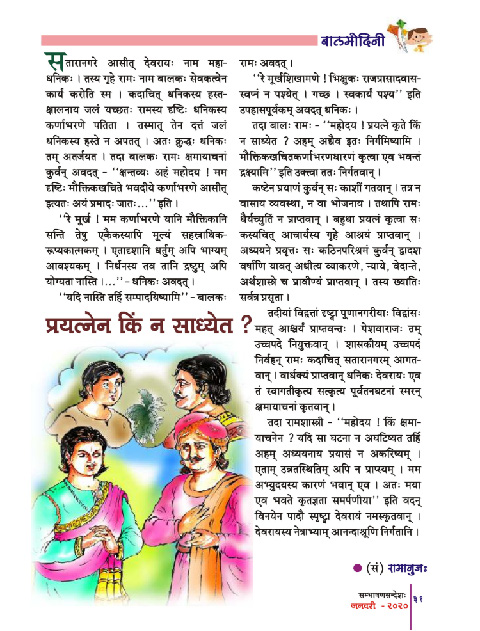 बालमोदिनी
सतारानगरे आसीत् देवरायः नाम महा-
धनिकः । तस्य गृहे रामः नाम बालकः सेवकत्वेन
कार्यं करोति स्म । कदाचित् धनिकस्य हस्त-
क्षालनाय जलं यच्छतः रामस्य दृष्टिः धनिकस्य
कर्णाभरणे पतिता । तस्मात् तेन दत्तं जलं
धनिकस्य हस्ते न अपतत् । अतः क्रुद्धः धनिकः
तम् अतर्जयत । तदा बालकः रामः क्षमायाचनां
कुर्वन् अवदत् - ''क्षन्तव्यः अहं महोदय ! मम
दृष्टिः मौक्तिकखचिते भवदीये कर्णाभरणे आसीत्
इत्यतः अयं प्रमादः जातः...'' इति ।
''रे मूर्ख ! मम कर्णाभरणे यानि मौक्तिकानि
सन्ति तेषु एकैकस्यापि मूल्यं सहस्राधिक-
रूप्यकात्मकम् । एतादृशानि धर्तुम् अपि भाग्यम्
आवश्यकम् । निर्धनस्य तव तानि द्रष्टुम् अपि
योग्यता नास्ति ।...'' - धनिकः अवदत् ।
''यदि नास्ति तर्हि सम्पादयिष्यामि'' - बालकः
रामः अवदत् ।
''रे मूर्खशिखामणे ! भिक्षुकः राजप्रासादवास-
स्वप्नं न पश्येत् । गच्छ । स्वकार्यं पश्य'' इति
उपहासपूर्वकम् अवदत् धनिकः ।
तदा बालः रामः - ''महोदय ! प्रयत्ने कृते किं
न साध्येत ? अहम् अद्यैव इतः निर्गमिष्यामि ।
मौक्तिकखचितकर्णाभरणधारणं कृत्वा एव भवन्तं
द्रक्ष्यामि'' इति उक्त्वा ततः निर्गतवान् ।
कष्टेन प्रयाणं कुर्वन् सः काशीं गतवान् । तत्र न
वासाय व्यवस्था, न वा भोजनाय । तथापि रामः
धैर्यच्युतिं न प्राप्तवान् । बहुधा प्रयत्नं कृत्वा सः
कस्यचित् आचार्यस्य गृहे आश्रयं प्राप्तवान् ।
अध्ययने प्रवृत्तः सः कठिनपरिश्रमं कुर्वन् द्वादश
वर्षाणि यावत् अधीत्य व्याकरणे, न्याये, वेदान्ते,
अर्थशास्त्रे च प्रावीण्यं प्राप्तवान् । तस्य ख्यातिः
सर्वत्र प्रसृता ।
प्रयत्नेन किं न साध्येत ?
तदीयां विद्वत्तां दृष्ट्वा पुणानगरीयाः विद्वांसः
महत् आश्चर्यं प्राप्तवन्तः । पेशवाराजः तम्
उच्चपदे नियुक्तवान् । शासकीयम् उच्चपदं
निर्वहन् रामः कदाचित् सतारानगरम् आगत-
वान् । वार्धक्यं प्राप्तवान् धनिकः देवरायः एव
तं स्वागतीकृत्य सत्कृत्य पूर्वतनघटनां स्मरन्
क्षमायाचनां कृतवान् ।
तदा रामशास्त्री - ''महोदय ! किं क्षमा-
याचनेन ? यदि सा घटना न अघटिष्यत तर्हि
अहम् अध्ययनाय प्रयासं न अकरिष्यम् ।
एताम् उन्नतस्थितिम् अपि न प्राप्स्यम् । मम
अभ्युदयस्य कारणं भवान् एव । अतः मया
एव भवते कृतज्ञता समर्पणीया'' इति वदन्
विनयेन पादौ स्पृष्ट्वा देवरायं नमस्कृतवान् ।
देवरायस्य नेत्राभ्याम् आनन्दाश्रूणि निर्गतानि ।
● (सं) रामानुजः
सम्भाषणसन्देशः
जनवरी - २०२०
३१